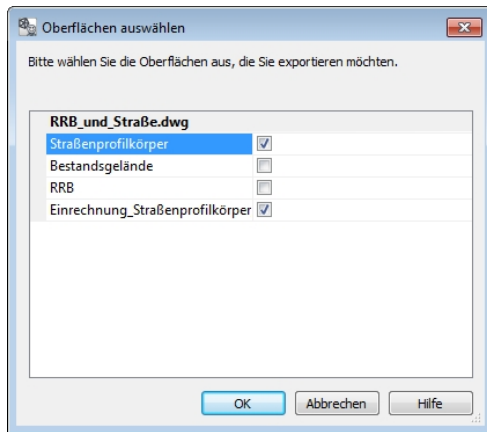 Oberflächen auswählen
Bitte wählen Sie die Oberflächen aus, die Sie exportieren möchten.
RRB_und_Straße.dwg
Straßenprofilkörper
Bestandsgelände
RRB
Einrechnung_Straßenprofilkörper
OK
Abbrechen
Hilfe